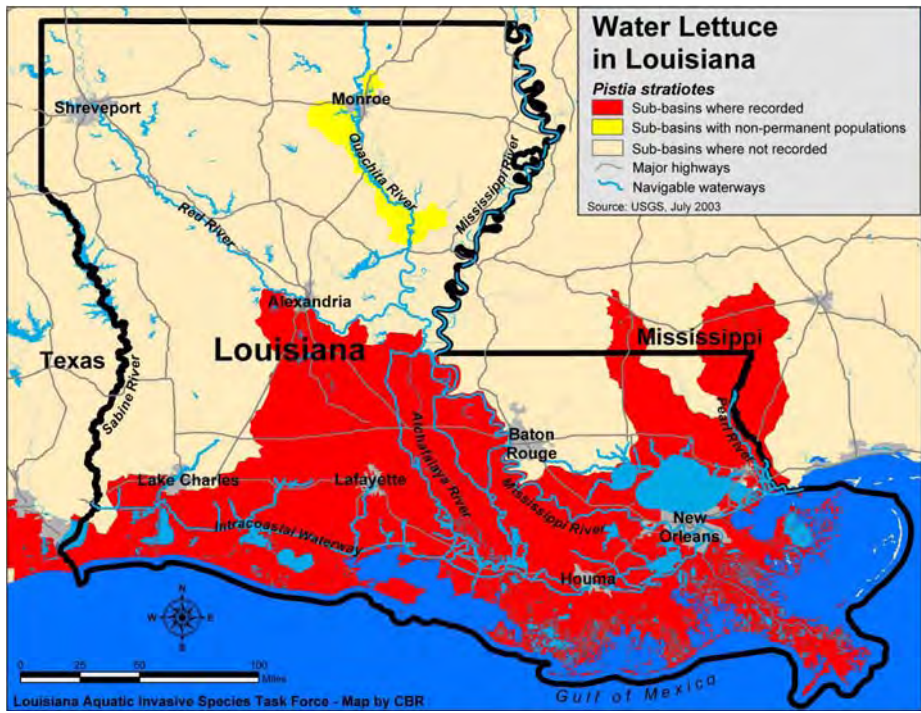 Water Lettuce
in Louisiana
Pistia stratiotes
Sub-basins where recorded
Sub-basins with non-permanent populations
Sub-basins where not recorded
Major highways
Navigable waterways
Source: USGS, July 2003
Shreveport
Monroe
Ouachita River
Mississippi River
Red River
Alexandria
Texas
Louisiana
Mississippi
Sabine River
Pearl River
Atchafalaya River
Baton
Rouge
Lake Charles
Lafayette
Mississippi River
Intracoastal Waterway
New
Orleans
Houma
N
W E
S
0 25 50 100
Miles
Gulf of Mexico
Louisiana Aquatic Invasive Species Task Force - Map by CBR